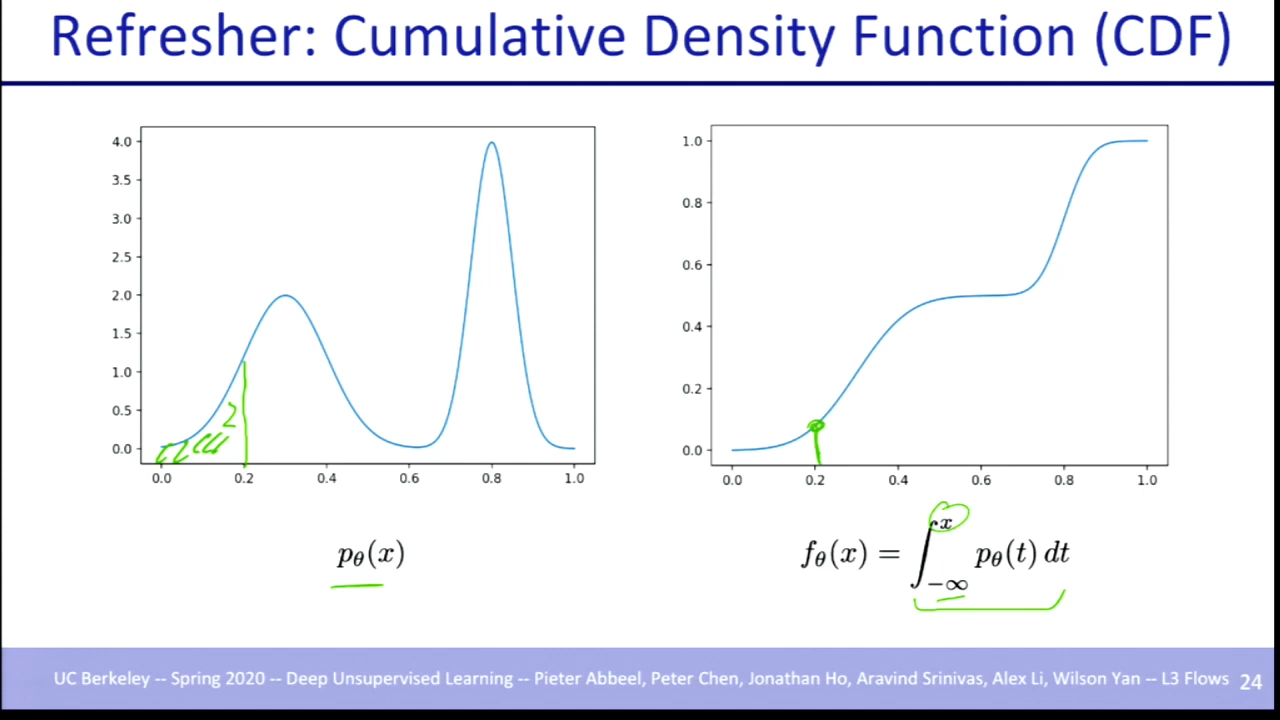 Refresher: Cumulative Density Function (CDF)
4.0
3.5
3.0
2.5
2.0
1.5
1.0
0.5
0.0
0.0 0.2 0.4 0.6 0.8 1.0
1.0
0.8
0.6
0.4
0.2
0.0
0.0 0.2 0.4 0.6 0.8 1.0
pθ(x)
fθ(x) = ∫_{-∞}^{x} pθ(t) dt
UC Berkeley -- Spring 2020 -- Deep Unsupervised Learning -- Pieter Abbeel, Peter Chen, Jonathan Ho, Aravind Srinivas, Alex Li, Wilson Yan -- L3 Flows 24